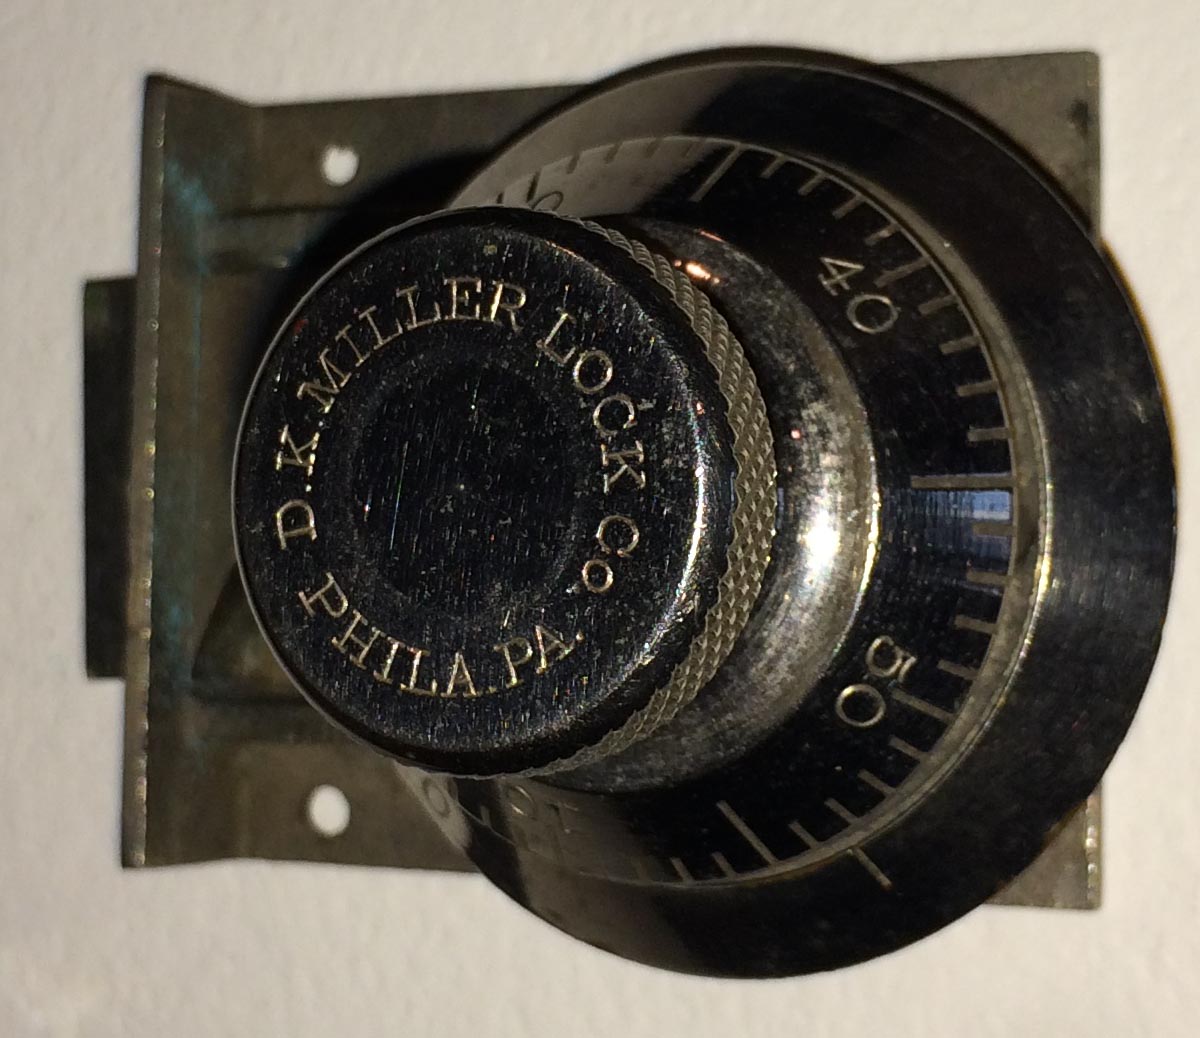 D.K.MILLER LOCK Co.
PHILA.PA.
40
50